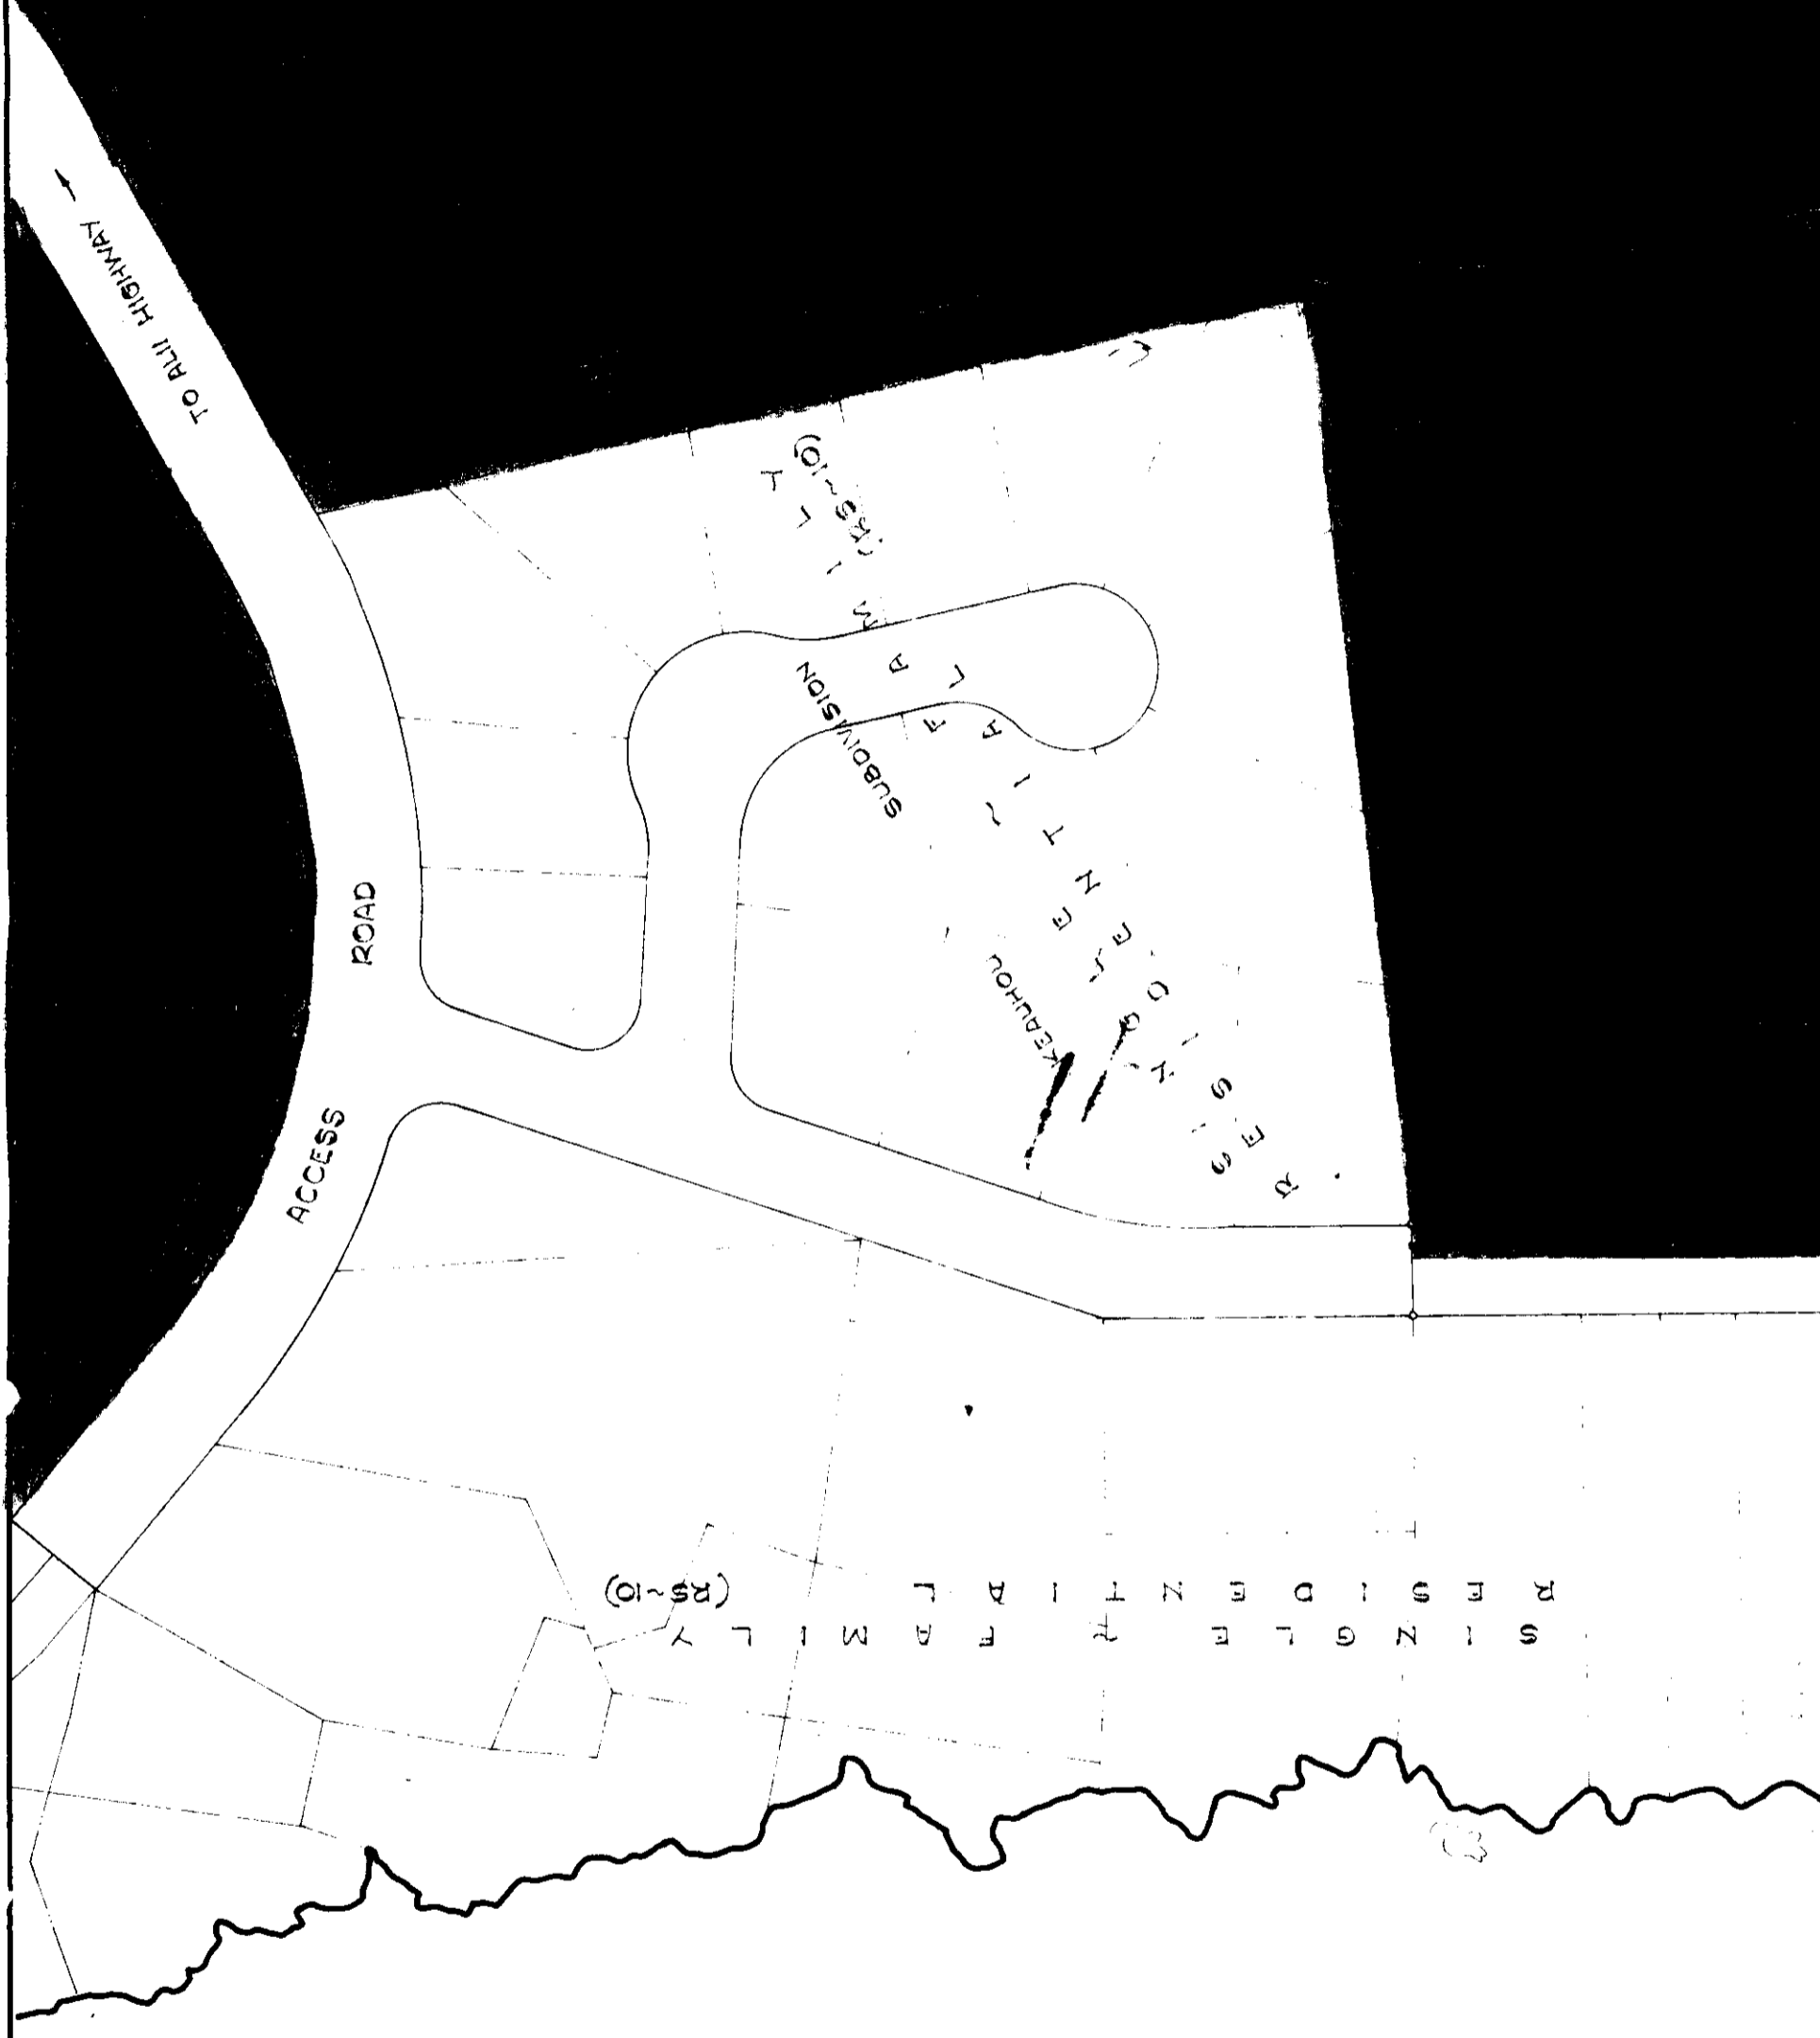 TO ALII HIGHWAY
ACCESS ROAD
KEAUHOU SUBDIVISION
SINGLE FAMILY
RESIDENTIAL
(RS~10)
SINGLE FAMILY
RESIDENTIAL
(RS~10)